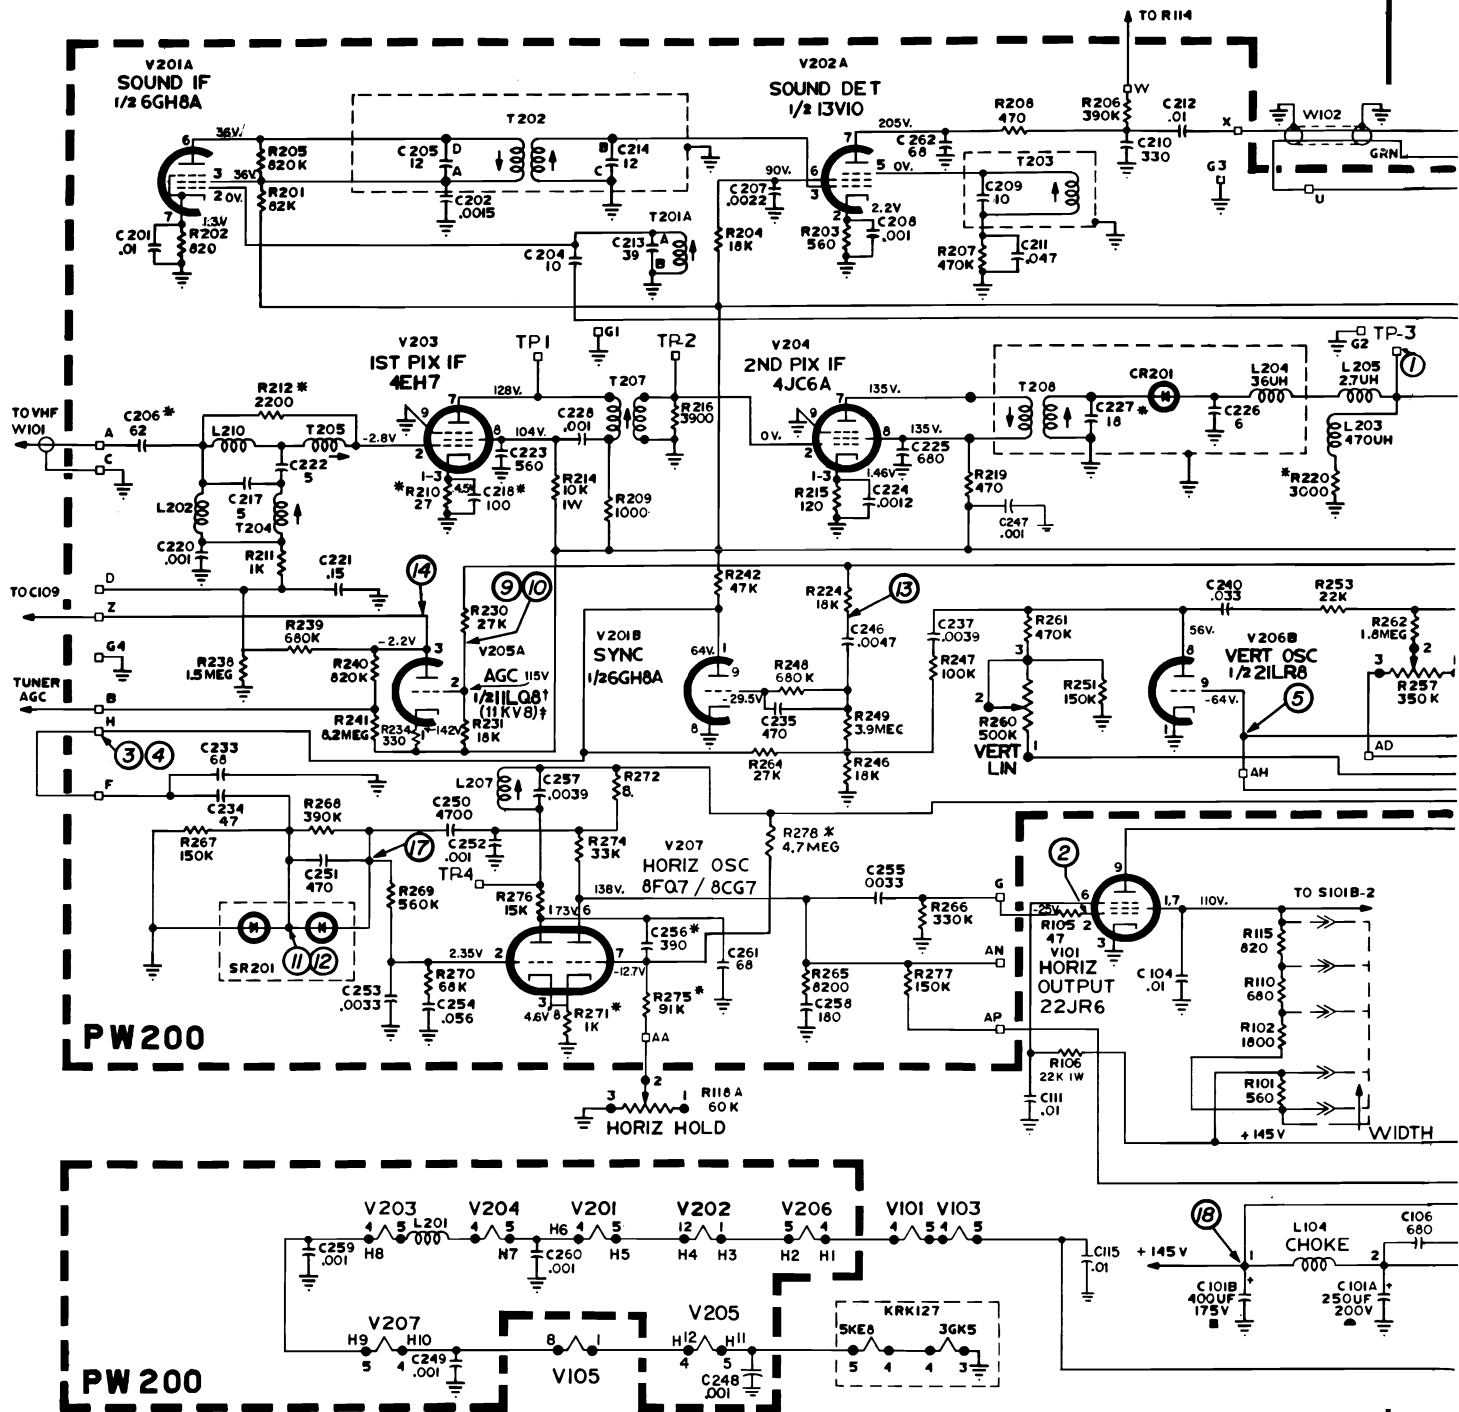 TO R114
V201A
SOUND IF
1/2 6GH8A
V202A
SOUND DET
1/2 13V10
W
R208
470
R206
390K
C212
.01
X
W102
GRN
U
G3
6
36V.
R205
820K
3
36V
2
0V.
R201
82K
7
1.3V
C201
.01
R202
820
T202
C205
12
D
A
C202
.0015
B
C214
12
C
T201A
C204
10
C213
39
A
B
7
205V.
C262
68
C210
330
90V.
6
3
5
0V.
C207
.0022
2
2.2V
C208
.001
R204
18K
R203
560
T203
C209
10
R207
470K
C211
.047
G1
G2
TP-3
1
V203
1ST PIX IF
4EH7
TP1
TP-2
V204
2ND PIX IF
4JC6A
R212*
2200
TO VHF
W101
C206*
62
A
C
L210
T205
-2.8V
C222
5
C217
5
L202
T204
C220
.001
R211
1K
C221
.15
7
128V.
9
8
104V.
2
1-3
4.5V
*R210
27
C218*
100
C223
560
C228
.001
T207
R216
3900
R214
10K
1W
R209
1000
7
135V.
9
0V.
2
8
135V.
C225
680
1-3
1.46V
R215
120
C224
.0012
R219
470
C247
.001
T208
C227*
18
CR201
C226
6
L204
36UH
L205
2.7UH
L203
470UH
*R220
3000
TO C109
D
Z
14
G4
TUNER
AGC
B
H
3
4
F
R239
680K
-2.2V
R238
1.5MEG
R240
820K
R241
8.2MEG
R234
330
3
2
1
+142V
R230
27K
9
10
V205A
AGC
115V
1/2 11LQ8†
(11KV8)‡
R231
18K
R242
47K
V201B
SYNC
1/26GH8A
64V.
1
9
-29.5V
8
R224
18K
13
C246
.0047
R248
680K
C235
470
R249
3.9MEG
R264
27K
R246
18K
C237
.0039
R247
100K
R261
470K
3
2
R260
500K
VERT
LIN
1
R251
150K
C240
.033
R253
22K
56V.
8
9
-64V.
1
V206B
VERT OSC
1/2 21LR8
5
R262
1.8MEG
2
3
R257
350K
1
AD
AH
C233
68
C234
47
R267
150K
R268
390K
C251
470
17
SR201
11
12
C250
4700
C252
.001
TP4
R269
560K
L207
C257
.0039
R272
8.
R274
33K
R276
15K
V207
HORIZ OSC
8FQ7 / 8CG7
R278*
4.7MEG
138V.
1
73V.
6
2.35V
2
7
-12.7V
3
4.6V
8
C253
.0033
R270
68K
C254
.056
R271*
1K
C256*
390
C261
68
R275*
91K
AA
C255
0033
R266
330K
G
AN
AP
R265
8200
C258
180
R277
150K
PW200
2
3
1
R118A
60K
HORIZ HOLD
2
9
6
2
-25V
R105
47
3
1,7
110V.
V101
HORIZ
OUTPUT
22JR6
C104
.01
R106
22K 1W
C111
.01
TO S101B-2
R115
820
R110
680
R102
1800
R101
560
+145V
WIDTH
V203
4
5
H8
L201
V204
4
5
H7
C259
.001
V201
H6
4
5
H5
C260
.001
V202
12
1
H4
H3
V206
5
4
H2
H1
V101
4
5
V103
4
5
C115
.01
18
+145V
1
L104
CHOKE
2
C106
680
C101B
400UF
175V
C101A
250UF
200V
V207
H9
H10
5
4
C249
.001
8
1
V105
V205
H12
H11
4
5
C248
.001
KRK127
5KE8
3GK5
5
4
4
3
PW200